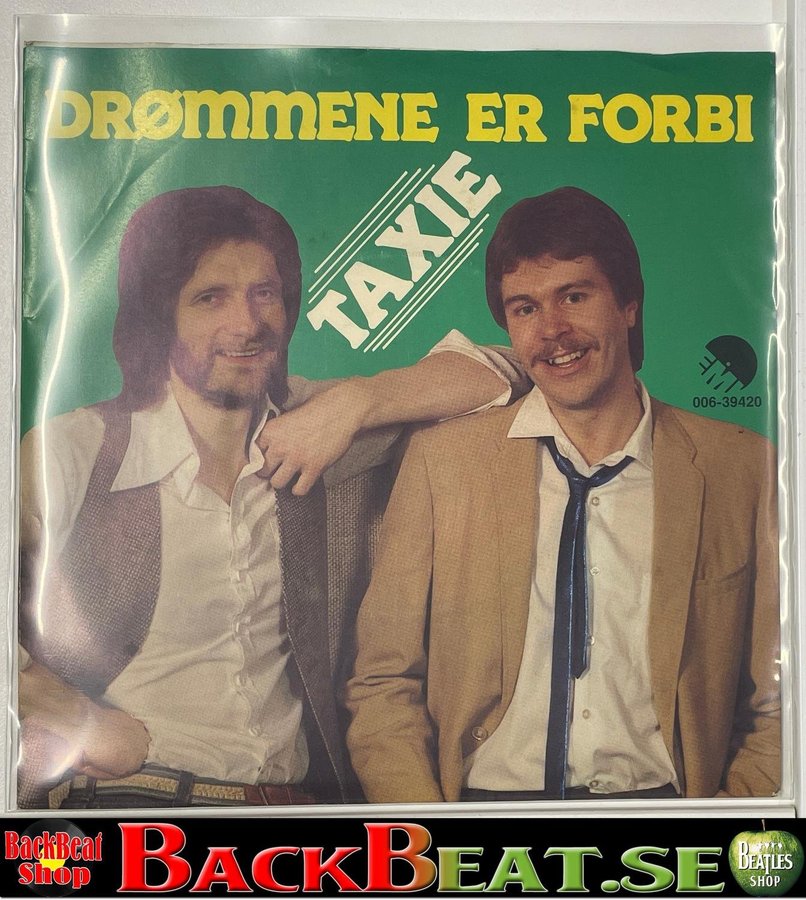 DRØMMENE ER FORBI
TAXIE
EMI
006-39420
BackBeat
Shop
BACKBEAT.SE
BEATLES
SHOP